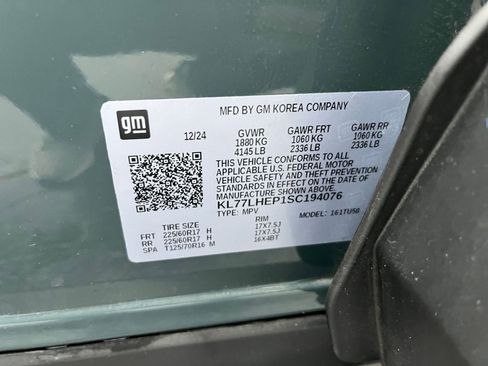 gm
MFD BY GM KOREA COMPANY
12/24 GVWR GAWR FRT GAWR RR
1880 KG 1060 KG 1060 KG
4145 LB 2336 LB 2336 LB
THIS VEHICLE CONFORMS TO ALL
APPLICABLE U.S. FEDERAL MOTOR
VEHICLE SAFETY AND THEFT
PREVENTION STANDARDS IN
EFFECT ON THE DATE OF
MANUFACTURE SHOWN ABOVE.
KL77LHEP1SC194076
TYPE: MPV MODEL: 161TU58
TIRE SIZE RIM
FRT 225/60R17 H 17X7.5J
RR 225/60R17 H 17X7.5J
SPA T125/70R16 M 16X4BT